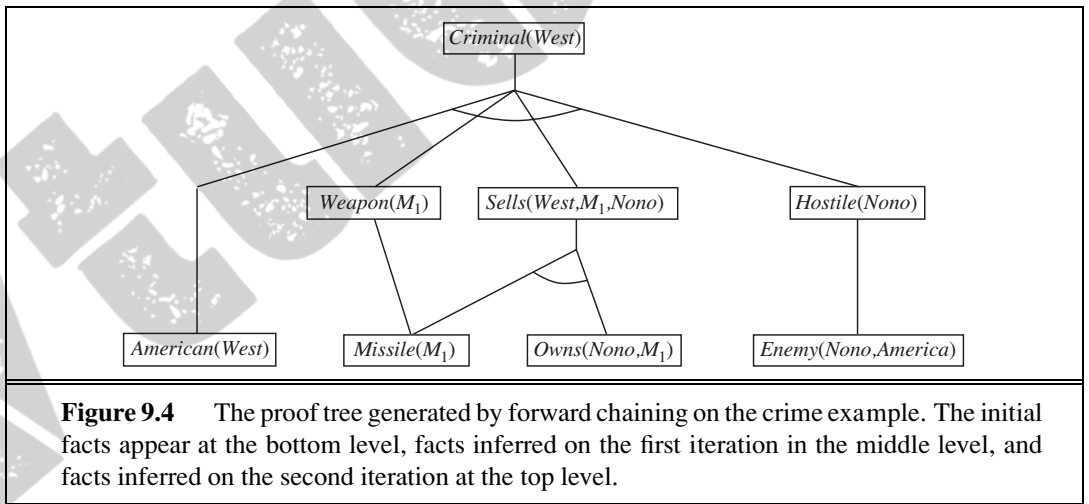 Criminal(West)
Weapon(M1) Sells(West,M1,Nono) Hostile(Nono)
American(West) Missile(M1) Owns(Nono,M1) Enemy(Nono,America)
Figure 9.4 The proof tree generated by forward chaining on the crime example. The initial
facts appear at the bottom level, facts inferred on the first iteration in the middle level, and
facts inferred on the second iteration at the top level.